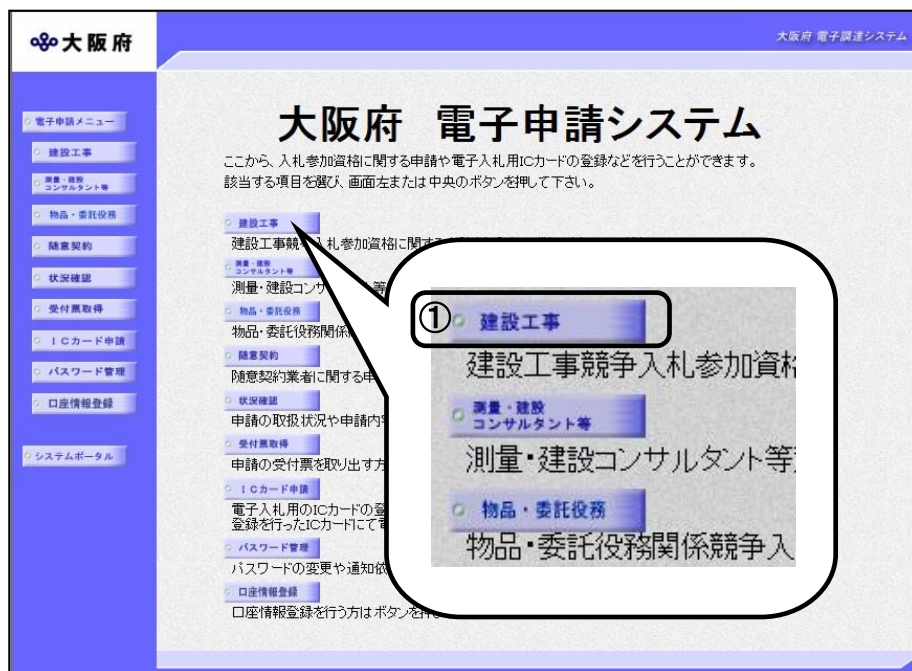 大阪府
大阪府 電子調達システム
電子申請メニュー
建設工事
測量・建設
コンサルタント等
物品・委託役務
随意契約
状況確認
受付票取得
ICカード申請
パスワード管理
口座情報登録
システムポータル
大阪府 電子申請システム
ここから、入札参加資格に関する申請や電子入札用ICカードの登録などを行うことができます。
該当する項目を選び、画面左または中央のボタンを押して下さい。
建設工事
建設工事競争入札参加資格に関する
測量・建設
コンサルタント等
測量・建設コンサルタント等
物品・委託役務
物品・委託役務関係
随意契約
随意契約業者に関する申
状況確認
申請の取扱状況や申請内
受付票取得
申請の受付票を取り出す方
ICカード申請
電子入札用のICカードの登
登録を行ったICカードにて電
パスワード管理
パスワードの変更や通知依
口座情報登録
口座情報登録を行う方はボタンを押
① 建設工事
建設工事競争入札参加資格
測量・建設
コンサルタント等
測量・建設コンサルタント等
物品・委託役務
物品・委託役務関係競争入